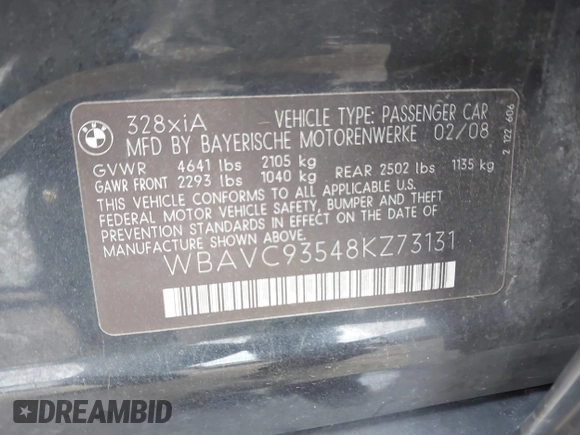 328xiA VEHICLE TYPE: PASSENGER CAR
MFD BY BAYERISCHE MOTORENWERKE 02/08
GVWR 4641 lbs 2105 kg
GAWR FRONT 2293 lbs 1040 kg REAR 2502 lbs 1135 kg
THIS VEHICLE CONFORMS TO ALL APPLICABLE U.S.
FEDERAL MOTOR VEHICLE SAFETY, BUMPER, AND THEFT
PREVENTION STANDARDS IN EFFECT ON THE DATE OF
MANUFACTURE SHOWN ABOVE.
WBAVC93548KZ73131
2 122 606
BMW
DREAMBID